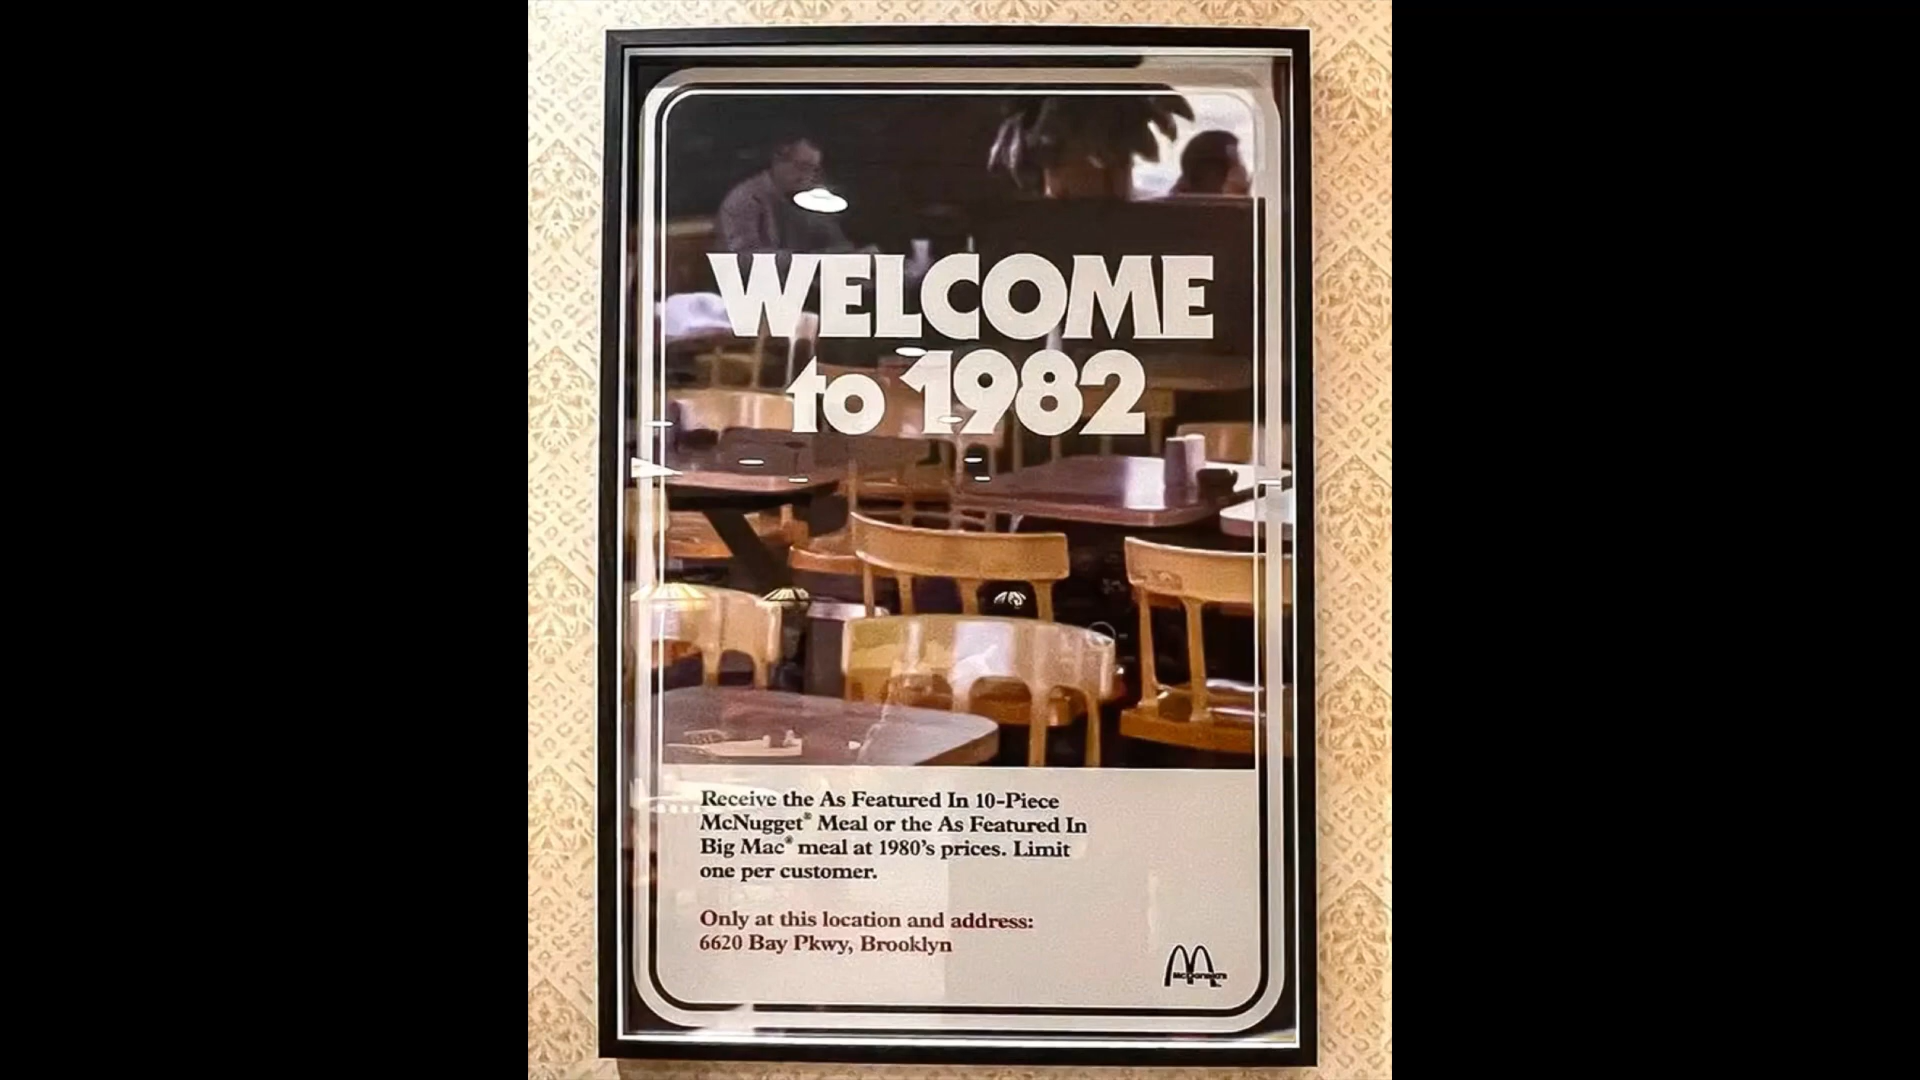 WELCOME
to 1982
Receive the As Featured In 10-Piece
McNugget® Meal or the As Featured In
Big Mac® meal at 1980's prices. Limit
one per customer.
Only at this location and address:
6620 Bay Pkwy, Brooklyn
McDonald's